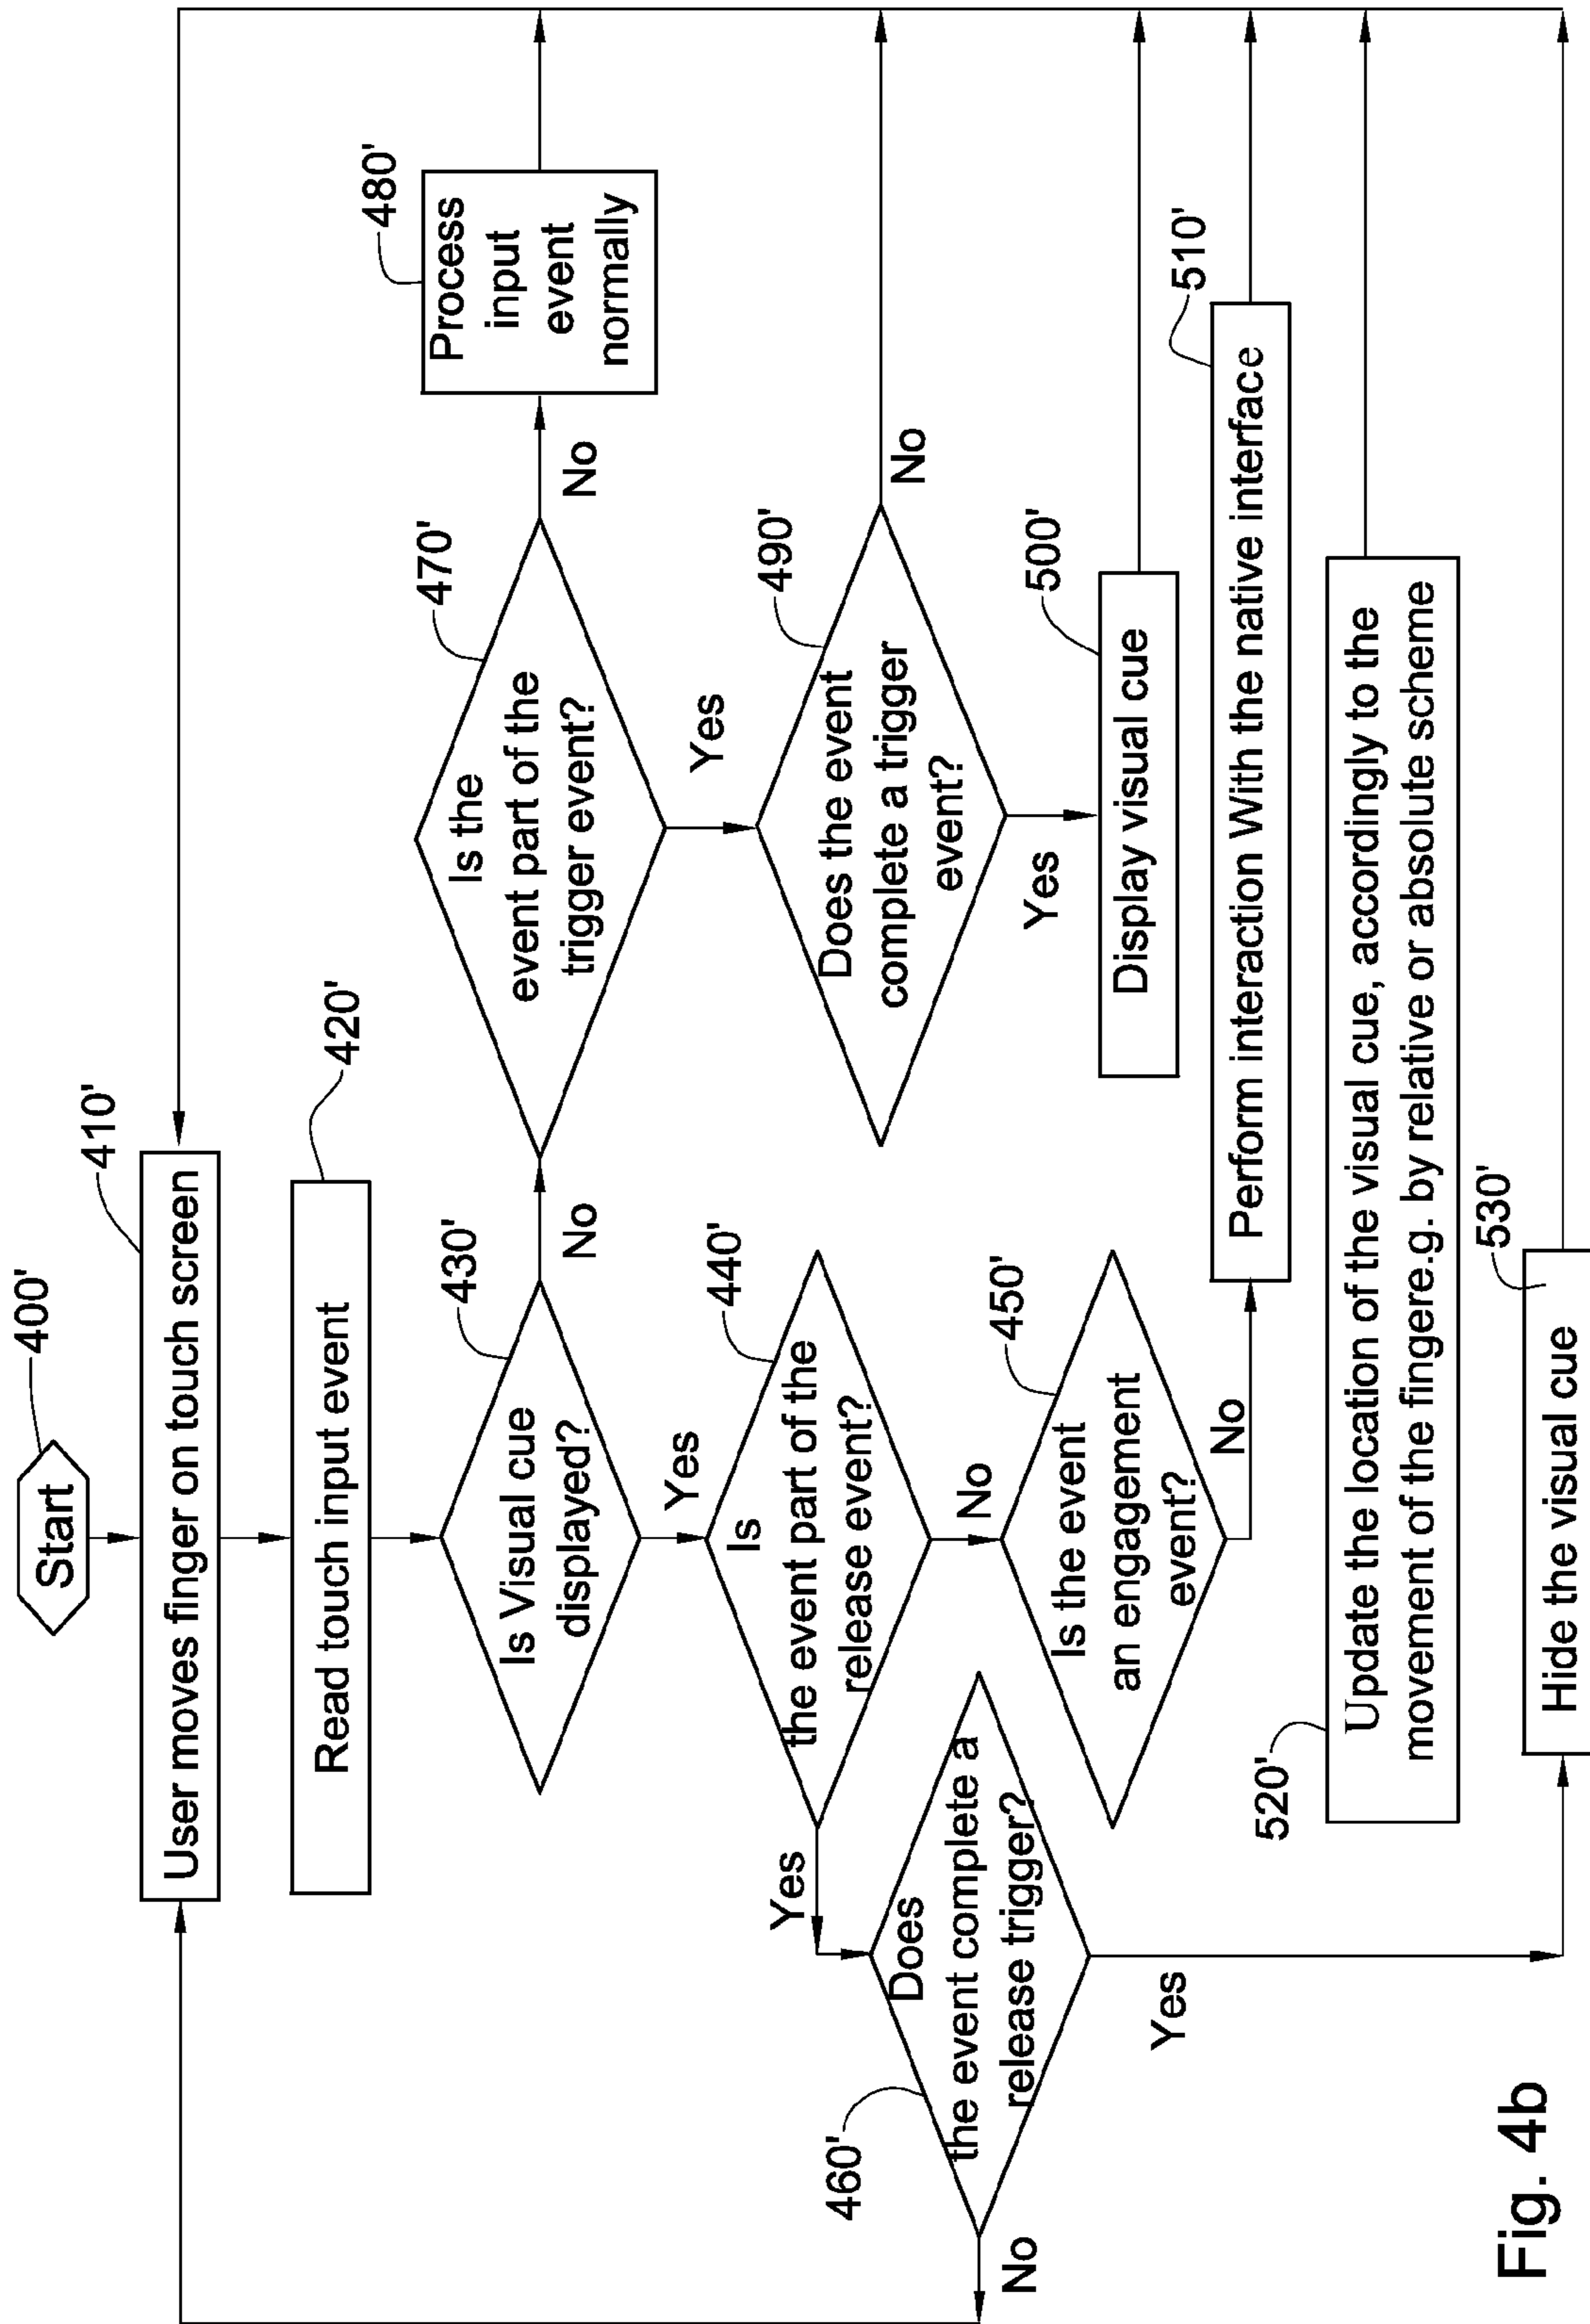 400'
Start
410'
User moves finger on touch screen
420'
Read touch input event
430'
Is Visual cue
displayed?
No
Yes
470'
Is the
event part of the
trigger event?
No
Yes
480'
Process
input
event
normally
440'
Is
the event part of the
release event?
Yes
No
490'
Does the event
complete a trigger
event?
No
Yes
460'
Does
the event complete a
release trigger?
No
Yes
450'
Is the event
an engagement
event?
No
500'
Display visual cue
510'
Perform interaction With the native interface
520'
Update the location of the visual cue, accordingly to the
movement of the fingere.g. by relative or absolute scheme
530'
Hide the visual cue
Fig. 4b